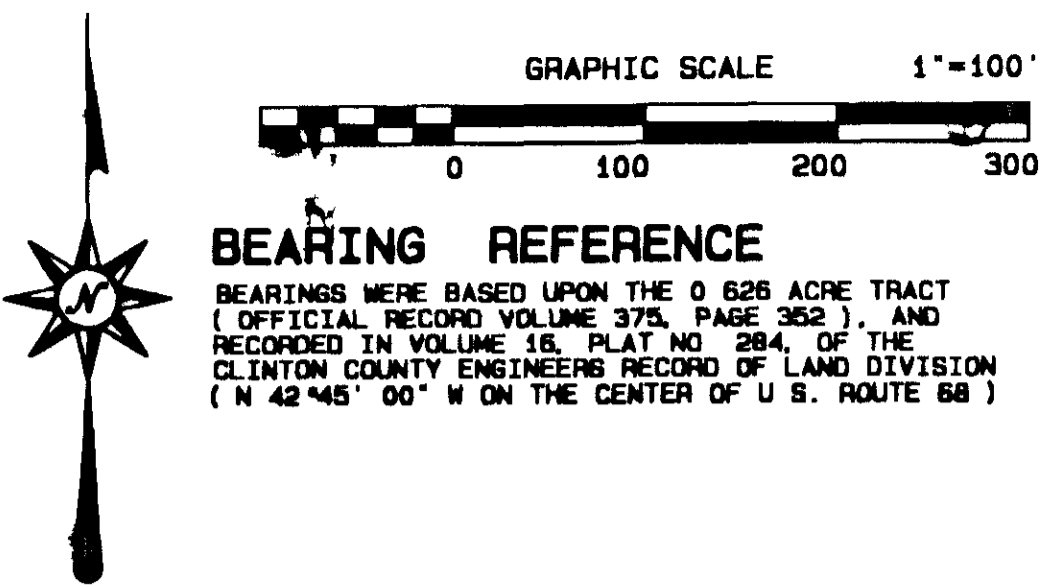 GRAPHIC SCALE 1"=100'
0 100 200 300
N
BEARING REFERENCE
BEARINGS WERE BASED UPON THE 0 626 ACRE TRACT
( OFFICIAL RECORD VOLUME 375, PAGE 352 ), AND
RECORDED IN VOLUME 16, PLAT NO 284, OF THE
CLINTON COUNTY ENGINEERS RECORD OF LAND DIVISION
( N 42°45' 00" W ON THE CENTER OF U S. ROUTE 68 )